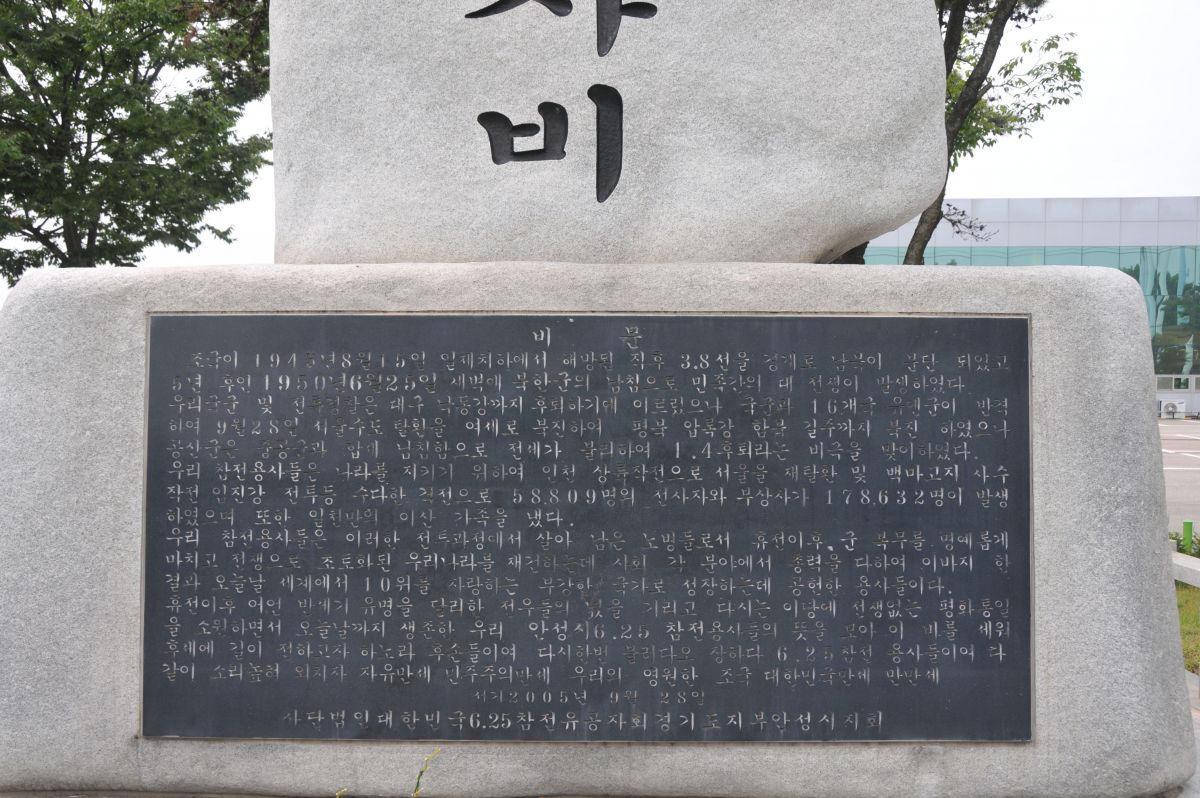 비
비 문
조국이 1945년8월15일 일제치하에서 해방된 직후 3.8선을 경계로 남북이 분단 되었고
5년 후인 1950년6월25일 새벽에 북한군의 남침으로 민족간의 대 전쟁이 발생하였다
우리국군 및 전투경찰은 대구 낙동강까지 후퇴하기에 이르렀으나 국군과 16개국 유엔군이 반격
하여 9월28일 서울수도 탈환을 여세로 북진하여 평북 압록강 함북 길주까지 북진 하였으나
공산군은 중공군과 합세 남침함으로 전세가 불리하여 1.4후퇴라는 비극을 맞이하였다.
우리 참전용사들은 나라를 지키기 위하여 인천 상륙작전으로 서울을 재탈환 및 백마고지 사수
작전 임진강 전투등 수다한 격전으로 58809명의 전사자와 부상자가 178.632명이 발생
하였으며 또한 일천만의 이산 가족을 냈다.
우리 참전용사들은 이러한 전투과정에서 살아 남은 노병들로서 휴전이후 군 복무를 명예롭게
마치고 전쟁으로 초토화된 우리나라를 재건하는데 사회 각 분야에서 총력을 다하여 이바지 한
결과 오늘날 세계에서 10위를 자랑하는 부강한 국가로 성장하는데 공헌한 용사들이다.
휴전이후 어언 반세기 유명을 달리한 전우들의 넋을 기리고 다시는 이땅에 전쟁없는 평화통일
을 소원하면서 오늘날까지 생존한 우리 안성시6.25 참전용사들의 뜻을 모아 이 비를 세워
후세에 길이 전하고자 하노라 후손들이여 다시한번 불러다오 장하다 6.25참전 용사들이여 다
같이 소리높혀 외치자 자유만세 민주주의만세 우리의 영원한 조국 대한민국만세 만만세
서기2005년 9월 28일
사단법인대한민국6.25참전유공자회경기도지부안성시지회